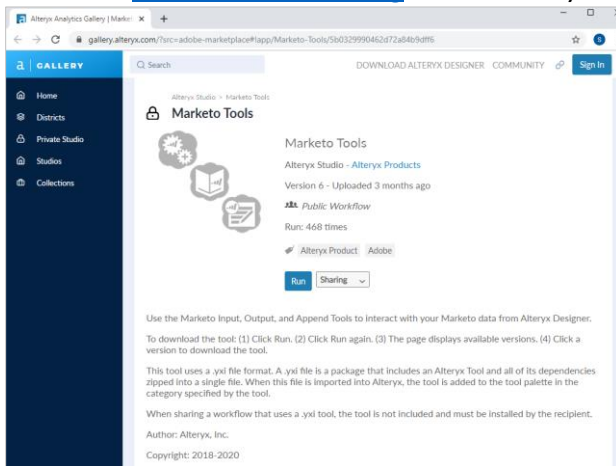 Alteryx Analytics Gallery | Market
gallery.alteryx.com/?src=adobe-marketplace#!app/Marketo-Tools/5b0329990462d72a84b9dff6
S
a | GALLERY
Search
DOWNLOAD ALTERYX DESIGNER COMMUNITY
Sign In
Home
Districts
Private Studio
Studios
Collections
Alteryx Studio > Marketo Tools
Marketo Tools
Marketo Tools
Alteryx Studio - Alteryx Products
Version 6 - Uploaded 3 months ago
Public Workflow
Run: 468 times
Alteryx Product Adobe
Run Sharing
Use the Marketo Input, Output, and Append Tools to interact with your Marketo data from Alteryx Designer.
To download the tool: (1) Click Run. (2) Click Run again. (3) The page displays available versions. (4) Click a
version to download the tool.
This tool uses a .yxi file format. A .yxi file is a package that includes an Alteryx Tool and all of its dependencies
zipped into a single file. When this file is imported into Alteryx, the tool is added to the tool palette in the
category specified by the tool.
When sharing a workflow that uses a .yxi tool, the tool is not included and must be installed by the recipient.
Author: Alteryx, Inc.
Copyright: 2018-2020